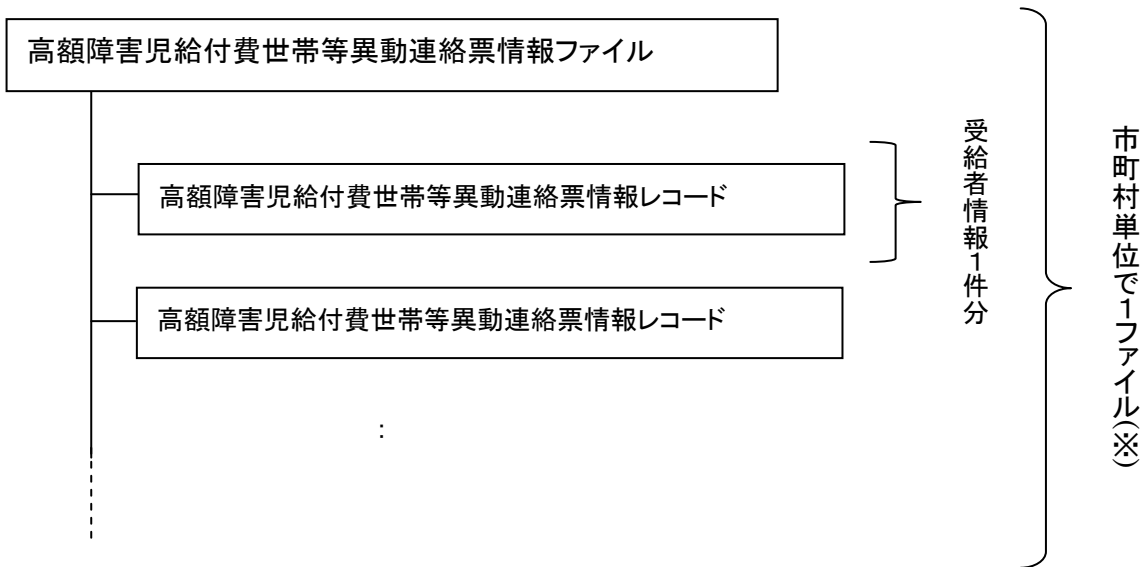 高額障害児給付費世帯等異動連絡票情報ファイル
高額障害児給付費世帯等異動連絡票情報レコード
受給者情報1件分
高額障害児給付費世帯等異動連絡票情報レコード
:
市町村単位で1ファイル(※)